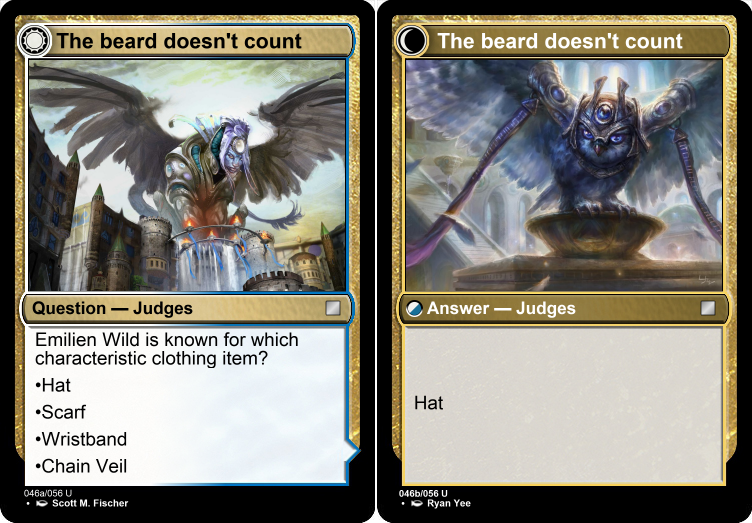 The beard doesn't count
Question — Judges
Emilien Wild is known for which
characteristic clothing item?
•Hat
•Scarf
•Wristband
•Chain Veil
046a/056 U
• Scott M. Fischer
The beard doesn't count
Answer — Judges
Hat
046b/056 U
• Ryan Yee